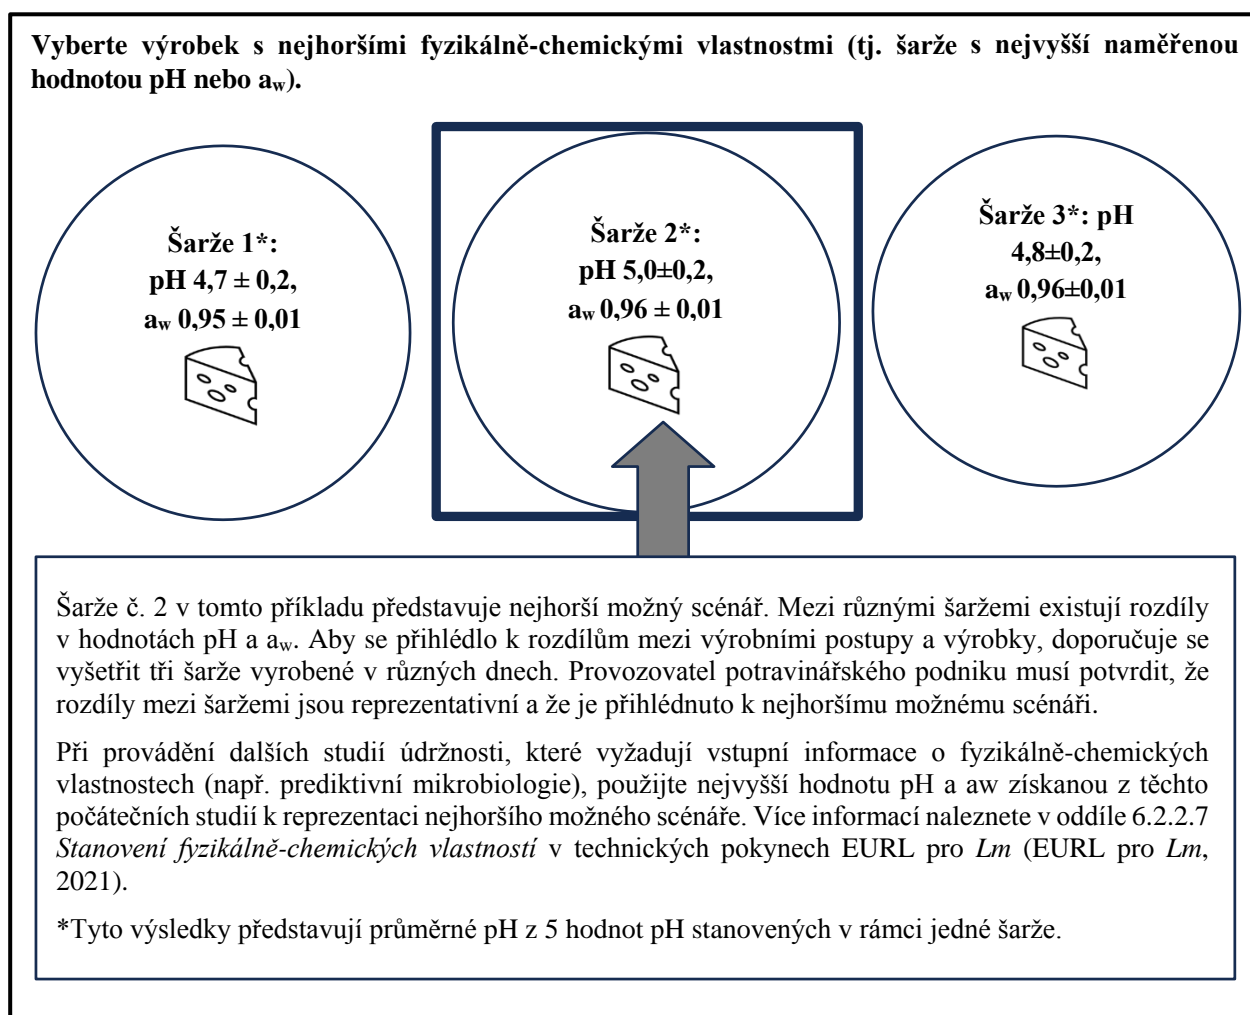 Vyberte výrobek s nejhoršími fyzikálně-chemickými vlastnostmi (tj. šarže s nejvyšší naměřenou
hodnotou pH nebo aw).
Šarže 1*:
pH 4,7 ± 0,2,
aw 0,95 ± 0,01
Šarže 2*:
pH 5,0±0,2,
aw 0,96 ± 0,01
Šarže 3*: pH
4,8±0,2,
aw 0,96±0,01
Šarže č. 2 v tomto příkladu představuje nejhorší možný scénář. Mezi různými šaržemi existují rozdíly
v hodnotách pH a aw. Aby se přihlédlo k rozdílům mezi výrobními postupy a výrobky, doporučuje se
vyšetřit tři šarže vyrobené v různých dnech. Provozovatel potravinářského podniku musí potvrdit, že
rozdíly mezi šaržemi jsou reprezentativní a že je přihlédnuto k nejhoršímu možnému scénáři.
Při provádění dalších studií údržnosti, které vyžadují vstupní informace o fyzikálně-chemických
vlastnostech (např. prediktivní mikrobiologie), použijte nejvyšší hodnotu pH a aw získanou z těchto
počátečních studií k reprezentaci nejhoršího možného scénáře. Více informací naleznete v oddíle 6.2.2.7
Stanovení fyzikálně-chemických vlastností v technických pokynech EURL pro Lm (EURL pro Lm,
2021).
*Tyto výsledky představují průměrné pH z 5 hodnot pH stanovených v rámci jedné šarže.